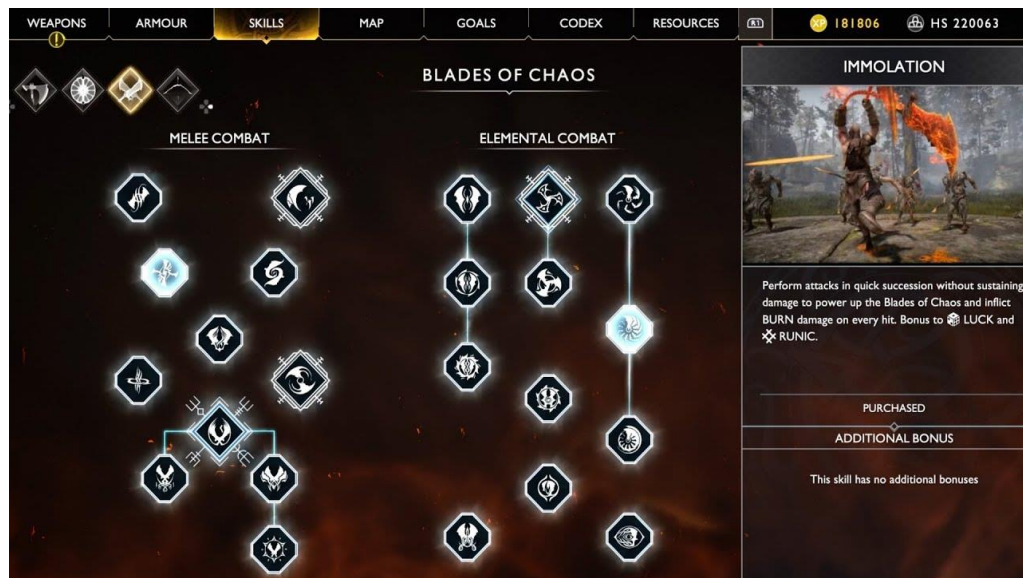 WEAPONS ARMOUR SKILLS MAP GOALS CODEX RESOURCES R1 XP 181806 HS 220063
BLADES OF CHAOS
MELEE COMBAT ELEMENTAL COMBAT
IMMOLATION
Perform attacks in quick succession without sustaining
damage to power up the Blades of Chaos and inflict
BURN damage on every hit. Bonus to LUCK and
RUNIC.
PURCHASED
ADDITIONAL BONUS
This skill has no additional bonuses